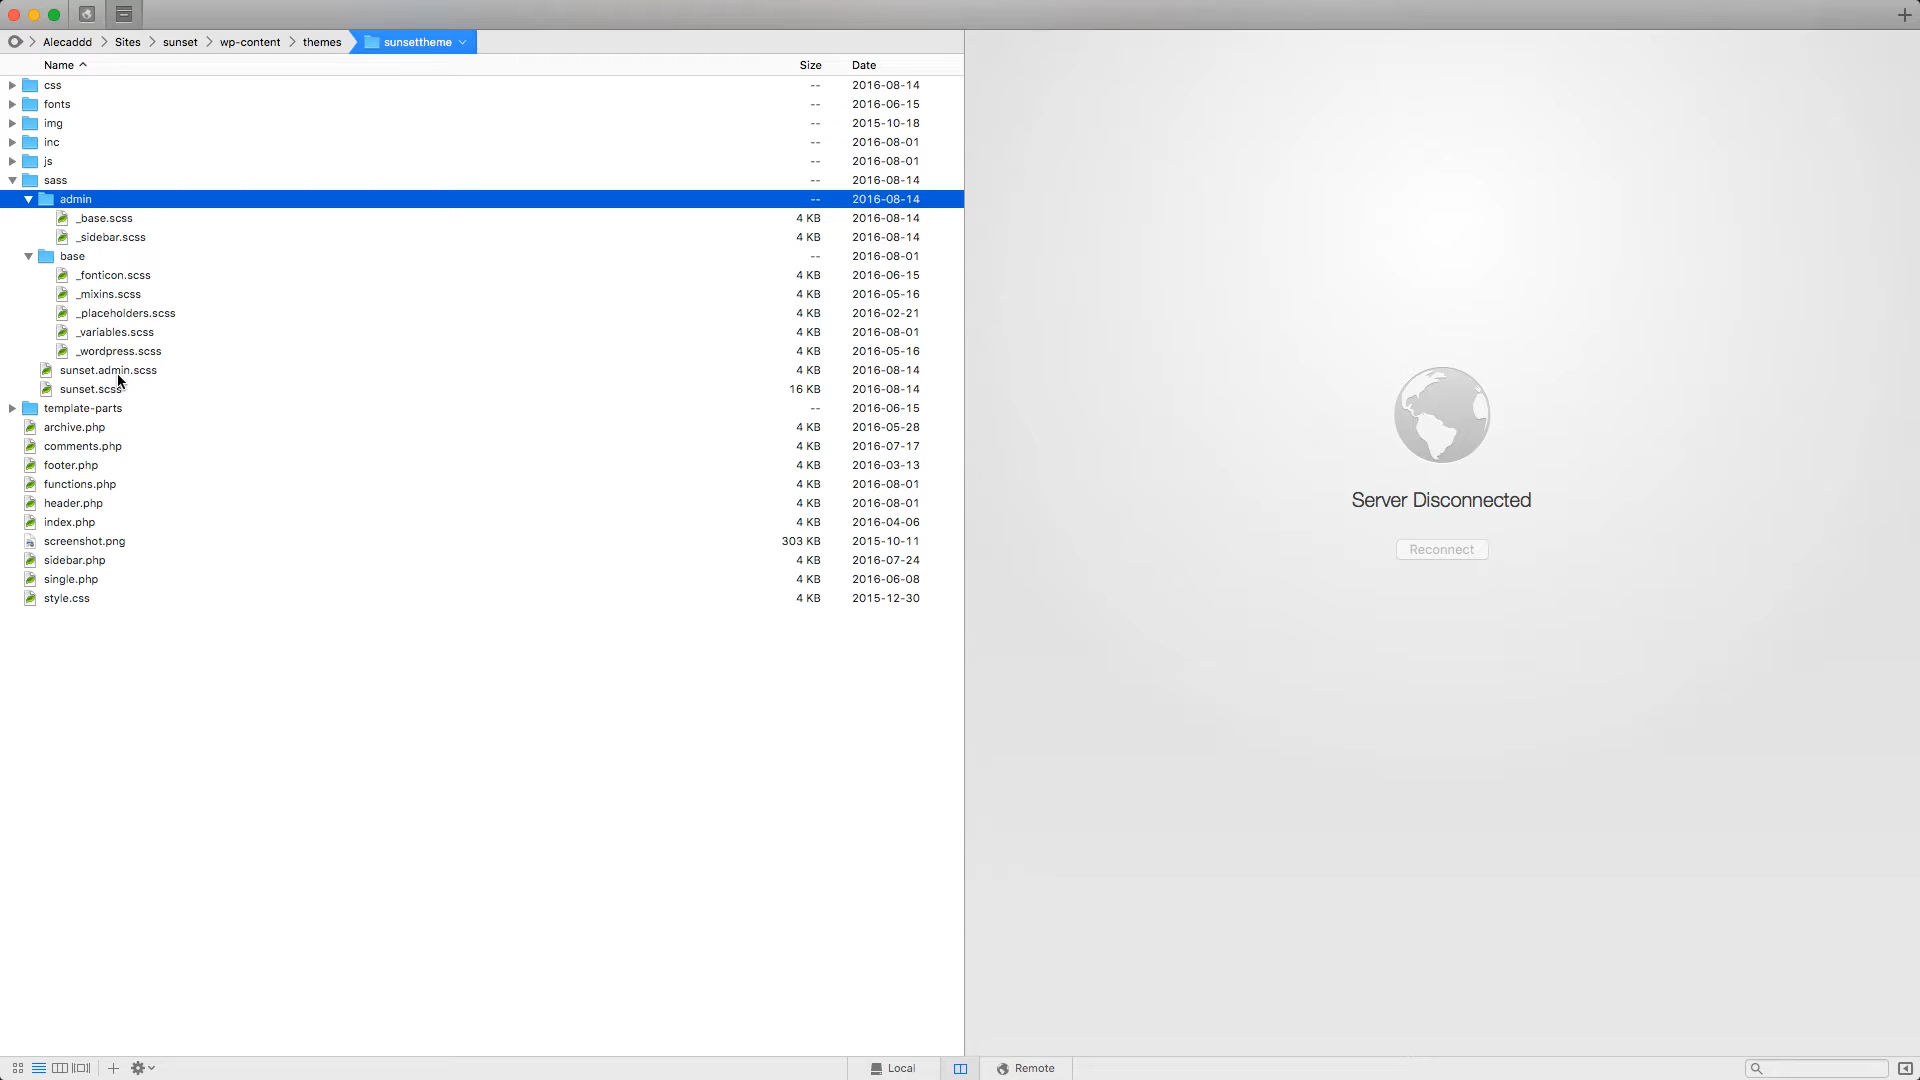 Alecaddd Sites sunset wp-content themes sunsettheme
Name Size Date
css -- 2016-08-14
fonts -- 2016-06-15
img -- 2015-10-18
inc -- 2016-08-01
js -- 2016-08-01
sass -- 2016-08-14
admin -- 2016-08-14
_base.scss 4 KB 2016-08-14
_sidebar.scss 4 KB 2016-08-14
base -- 2016-08-01
_fonticon.scss 4 KB 2016-06-15
_mixins.scss 4 KB 2016-05-16
_placeholders.scss 4 KB 2016-02-21
_variables.scss 4 KB 2016-08-01
_wordpress.scss 4 KB 2016-05-16
sunset.admin.scss 4 KB 2016-08-14
sunset.scss 16 KB 2016-08-14
template-parts -- 2016-06-15
archive.php 4 KB 2016-05-28
comments.php 4 KB 2016-07-17
footer.php 4 KB 2016-03-13
functions.php 4 KB 2016-08-01
header.php 4 KB 2016-08-01
index.php 4 KB 2016-04-06
screenshot.png 303 KB 2015-10-11
sidebar.php 4 KB 2016-07-24
single.php 4 KB 2016-06-08
style.css 4 KB 2015-12-30
Server Disconnected
Reconnect
Local Remote